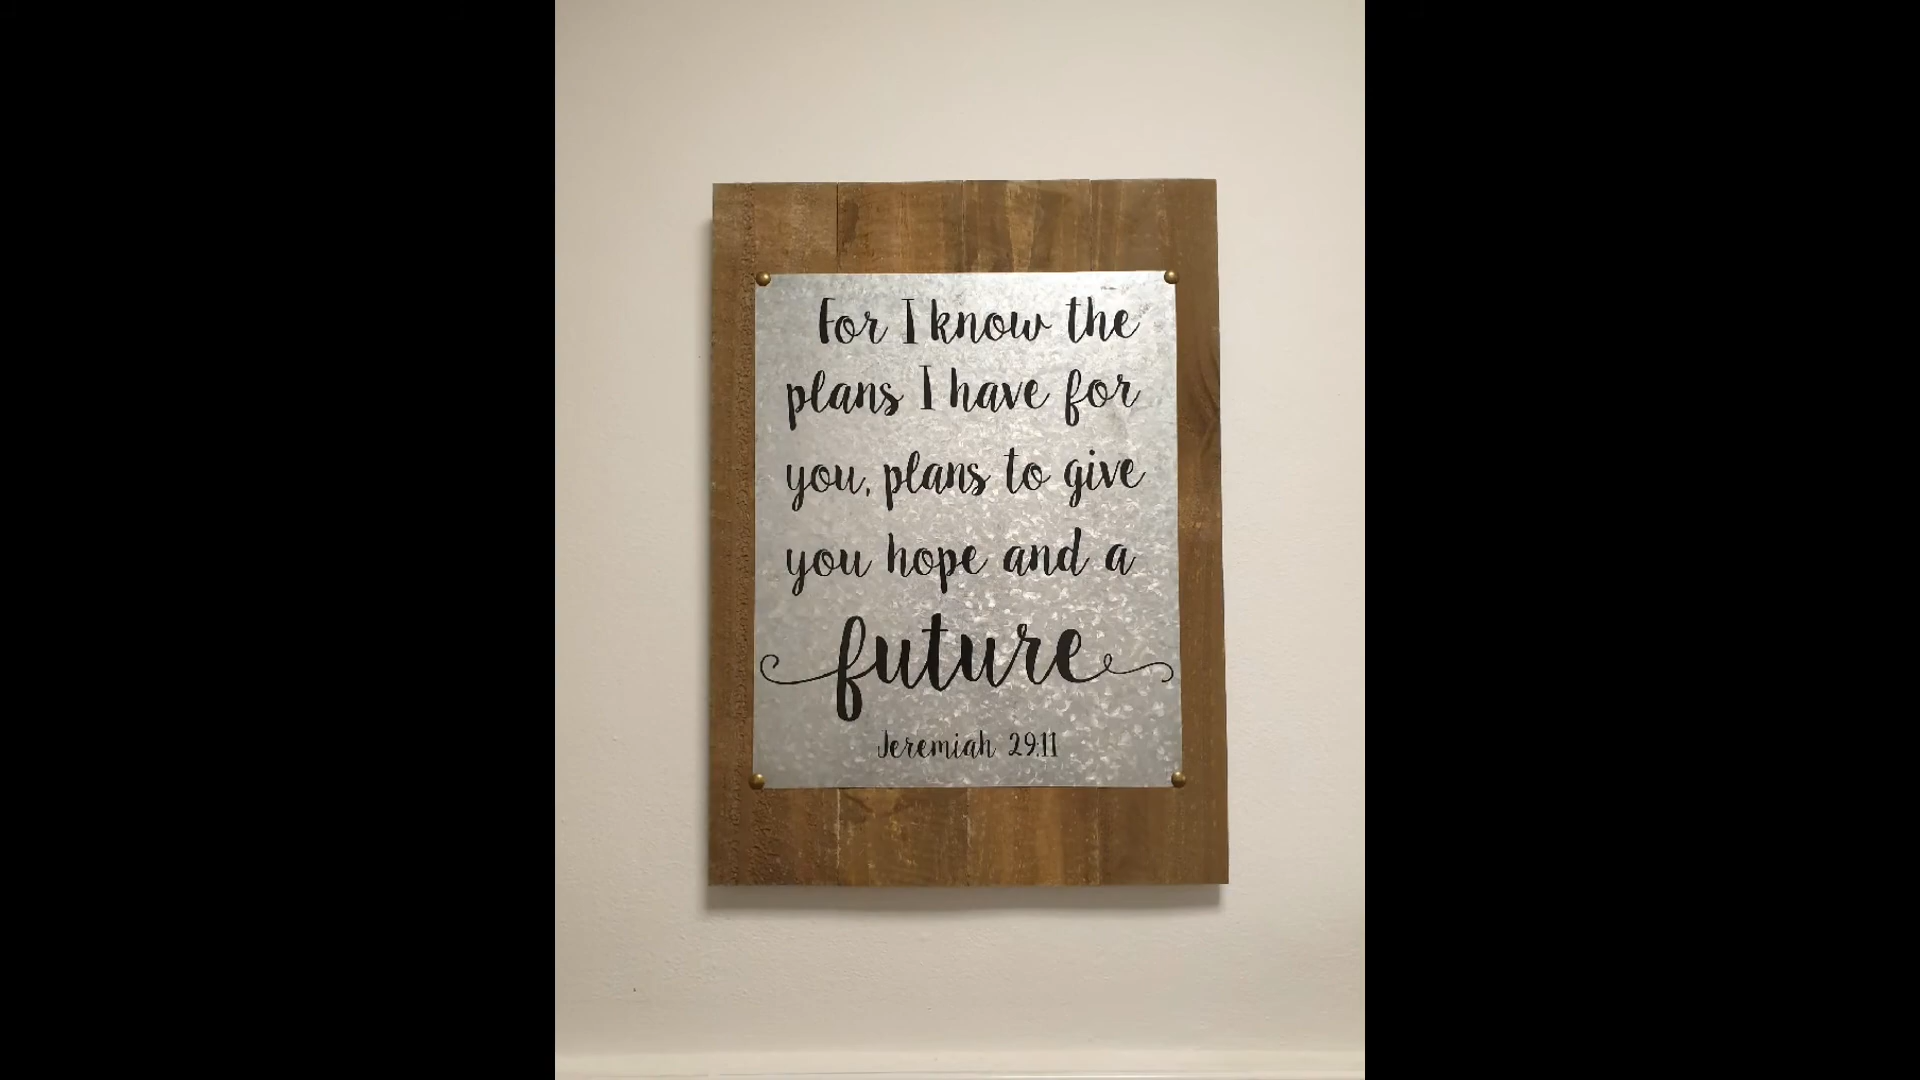 For I know the
plans I have for
you, plans to give
you hope and a
future
Jeremiah 29:11